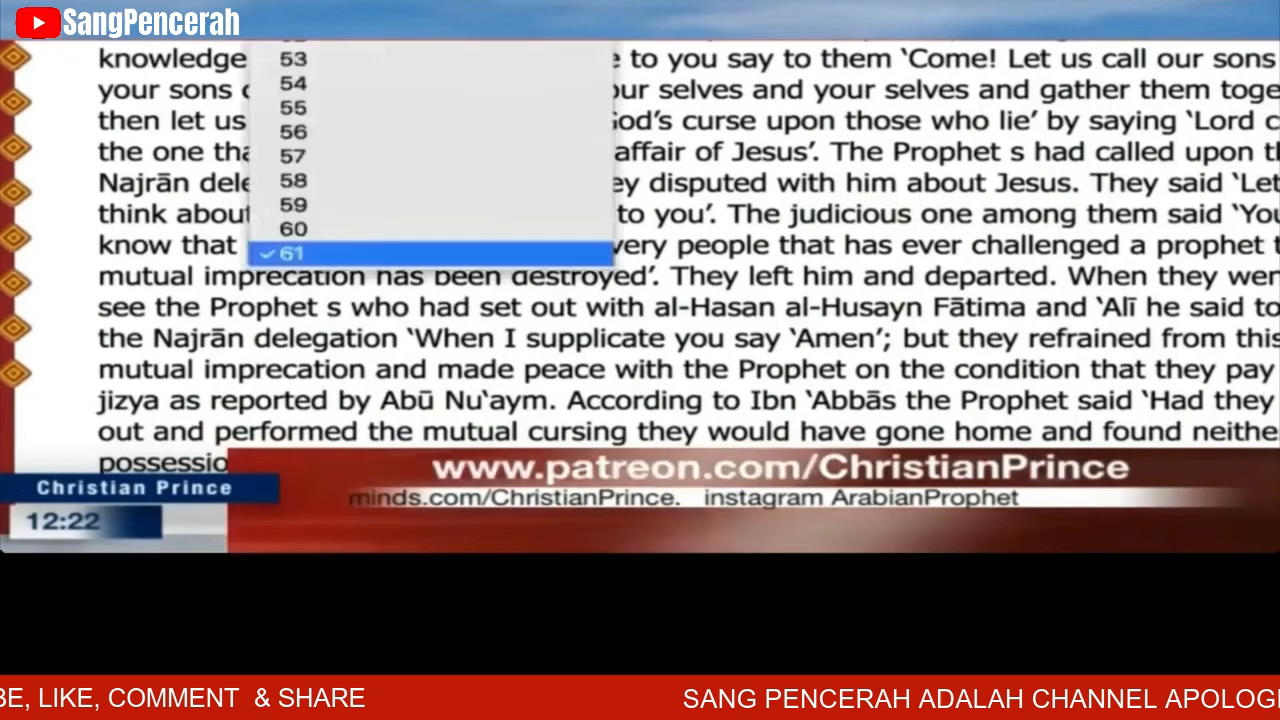 SangPencerah
knowledge 53 to you say to them ‘Come! Let us call our sons
54
your sons our selves and your selves and gather them toge
55
then let us God’s curse upon those who lie’ by saying ‘Lord
56
the one tha affair of Jesus’. The Prophet s had called upon
57
Najrān dele ey disputed with him about Jesus. They said ‘Let
58
59
think about to you’. The judicious one among them said ‘You
60
know that very people that has ever challenged a prophet
✓ 61
mutual imprecation has been destroyed’. They left him and departed. When they wer
see the Prophet s who had set out with al-Hasan al-Husayn Fātima and ‘Alī he said to
the Najrān delegation ‘When I supplicate you say ‘Amen’; but they refrained from this
mutual imprecation and made peace with the Prophet on the condition that they pay
jizya as reported by Abū Nu‘aym. According to Ibn ‘Abbās the Prophet said ‘Had they
out and performed the mutual cursing they would have gone home and found neithe
possessio
www.patreon.com/ChristianPrince
Christian Prince
minds.com/ChristianPrince. instagram ArabianProphet
12:22
BE, LIKE, COMMENT & SHARE SANG PENCERAH ADALAH CHANNEL APOLOG